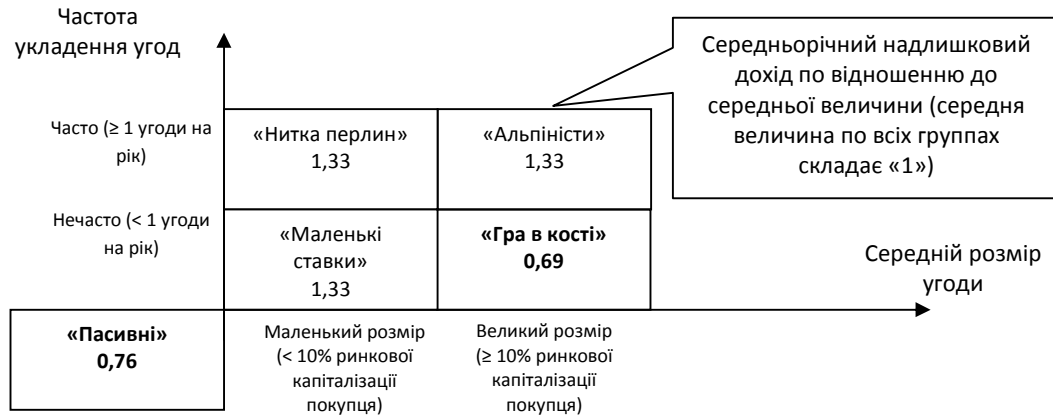 Частота
укладення угод
Середньорічний надлишковий
дохід по відношенню до
середньої величини (середня
величина по всіх группах
складає «1»)
Часто (≥ 1 угоди на
рік)
«Нитка перлин»
1,33
«Альпіністи»
1,33
Нечасто (< 1 угоди
на рік)
«Маленькі
ставки»
1,33
«Гра в кості»
0,69
Середній розмір
угоди
«Пасивні»
0,76
Маленький розмір
(< 10% ринкової
капіталізації
покупця)
Великий розмір
(≥ 10% ринкової
капіталізації
покупця)